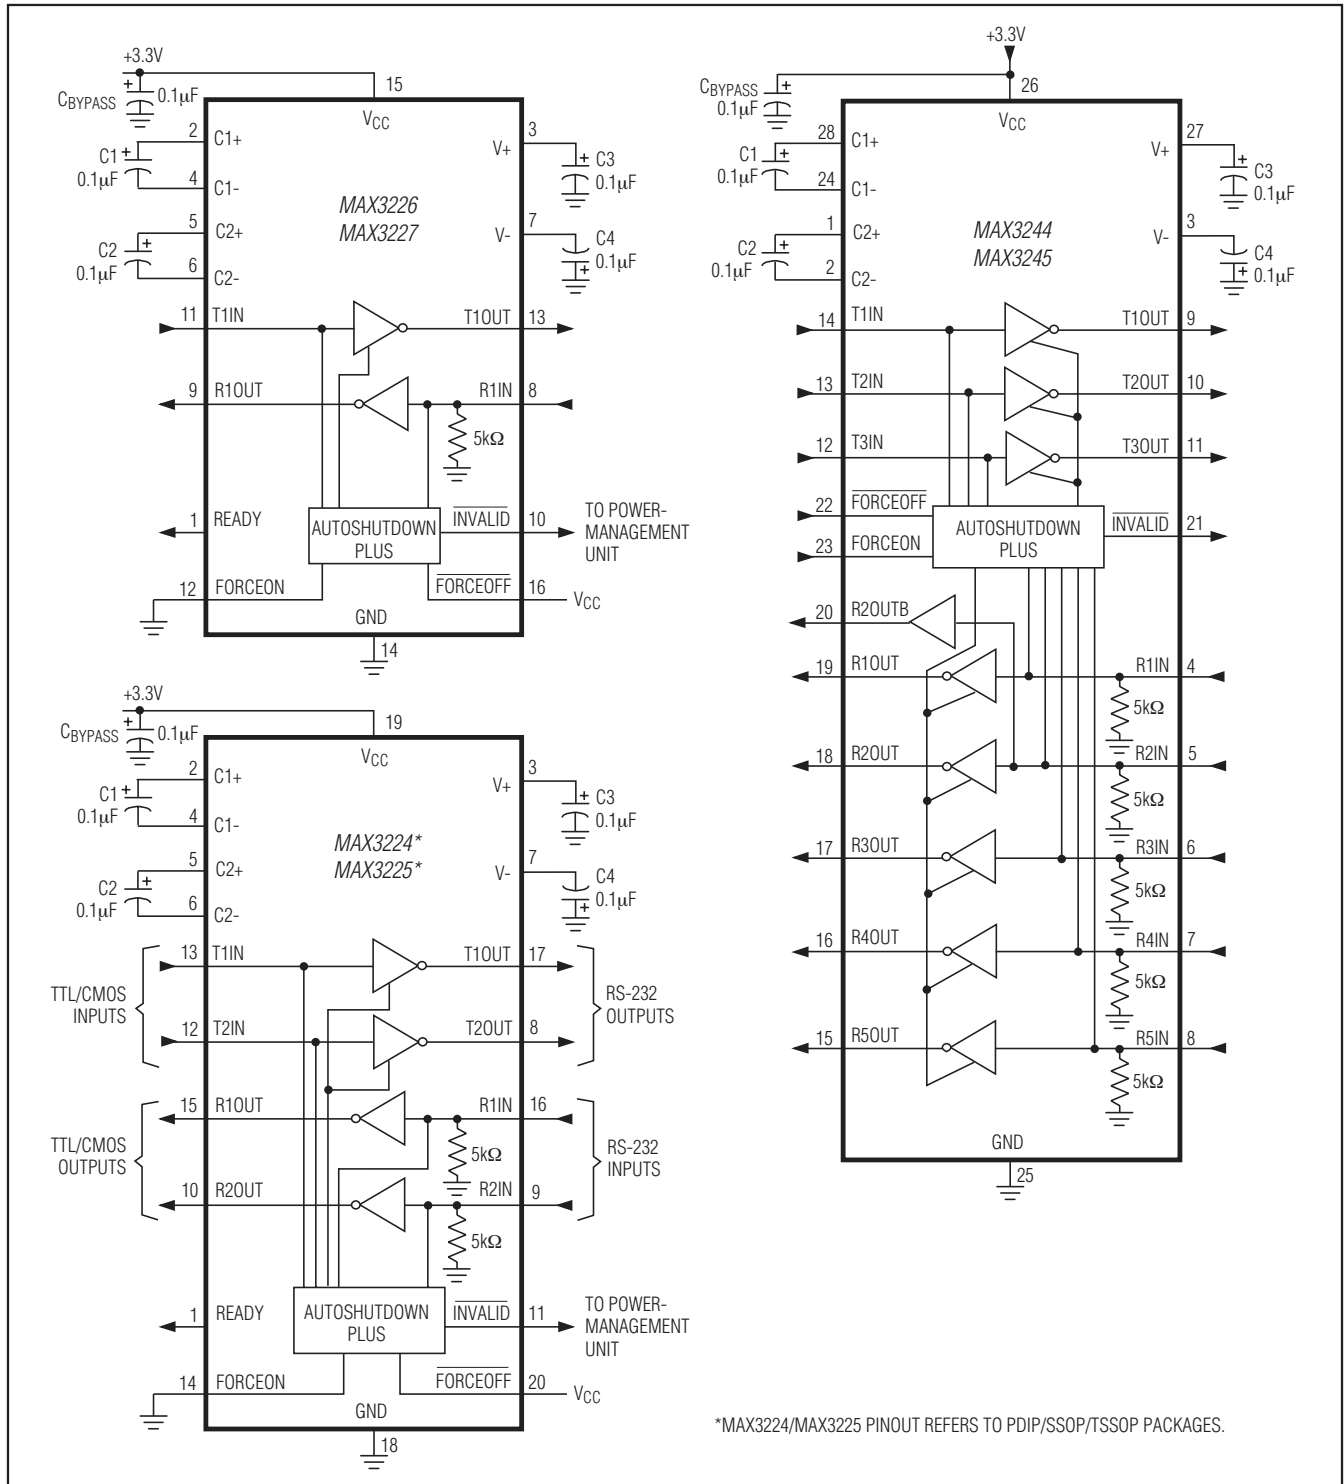 +3.3V
CBYPASS
0.1µF
15
VCC
2
C1+
3
V+
C1
0.1µF
C3
0.1µF
4
C1-
MAX3226
MAX3227
5
C2+
7
V-
C2
0.1µF
C4
0.1µF
6
C2-
11
T1IN
T1OUT
13
9
R1OUT
R1IN
8
5kΩ
1
READY
AUTOSHUTDOWN
PLUS
INVALID
10
TO POWER-
MANAGEMENT
UNIT
12
FORCEON
FORCEOFF
16
VCC
GND
14
+3.3V
CBYPASS
0.1µF
19
VCC
2
C1+
3
V+
C1
0.1µF
C3
0.1µF
4
C1-
MAX3224*
MAX3225*
5
C2+
7
V-
C2
0.1µF
C4
0.1µF
6
C2-
TTL/CMOS
INPUTS
13
T1IN
T1OUT
17
RS-232
OUTPUTS
12
T2IN
T2OUT
8
TTL/CMOS
OUTPUTS
15
R1OUT
R1IN
16
5kΩ
RS-232
INPUTS
10
R2OUT
R2IN
9
5kΩ
1
READY
AUTOSHUTDOWN
PLUS
INVALID
11
TO POWER-
MANAGEMENT
UNIT
14
FORCEON
FORCEOFF
20
VCC
GND
18
+3.3V
CBYPASS
0.1µF
26
VCC
28
C1+
27
V+
C1
0.1µF
C3
0.1µF
24
C1-
MAX3244
MAX3245
1
C2+
3
V-
C2
0.1µF
C4
0.1µF
2
C2-
14
T1IN
T1OUT
9
13
T2IN
T2OUT
10
12
T3IN
T3OUT
11
22
FORCEOFF
23
FORCEON
AUTOSHUTDOWN
PLUS
INVALID
21
20
R2OUTB
19
R1OUT
R1IN
4
5kΩ
18
R2OUT
R2IN
5
5kΩ
17
R3OUT
R3IN
6
5kΩ
16
R4OUT
R4IN
7
5kΩ
15
R5OUT
R5IN
8
5kΩ
GND
25
*MAX3224/MAX3225 PINOUT REFERS TO PDIP/SSOP/TSSOP PACKAGES.